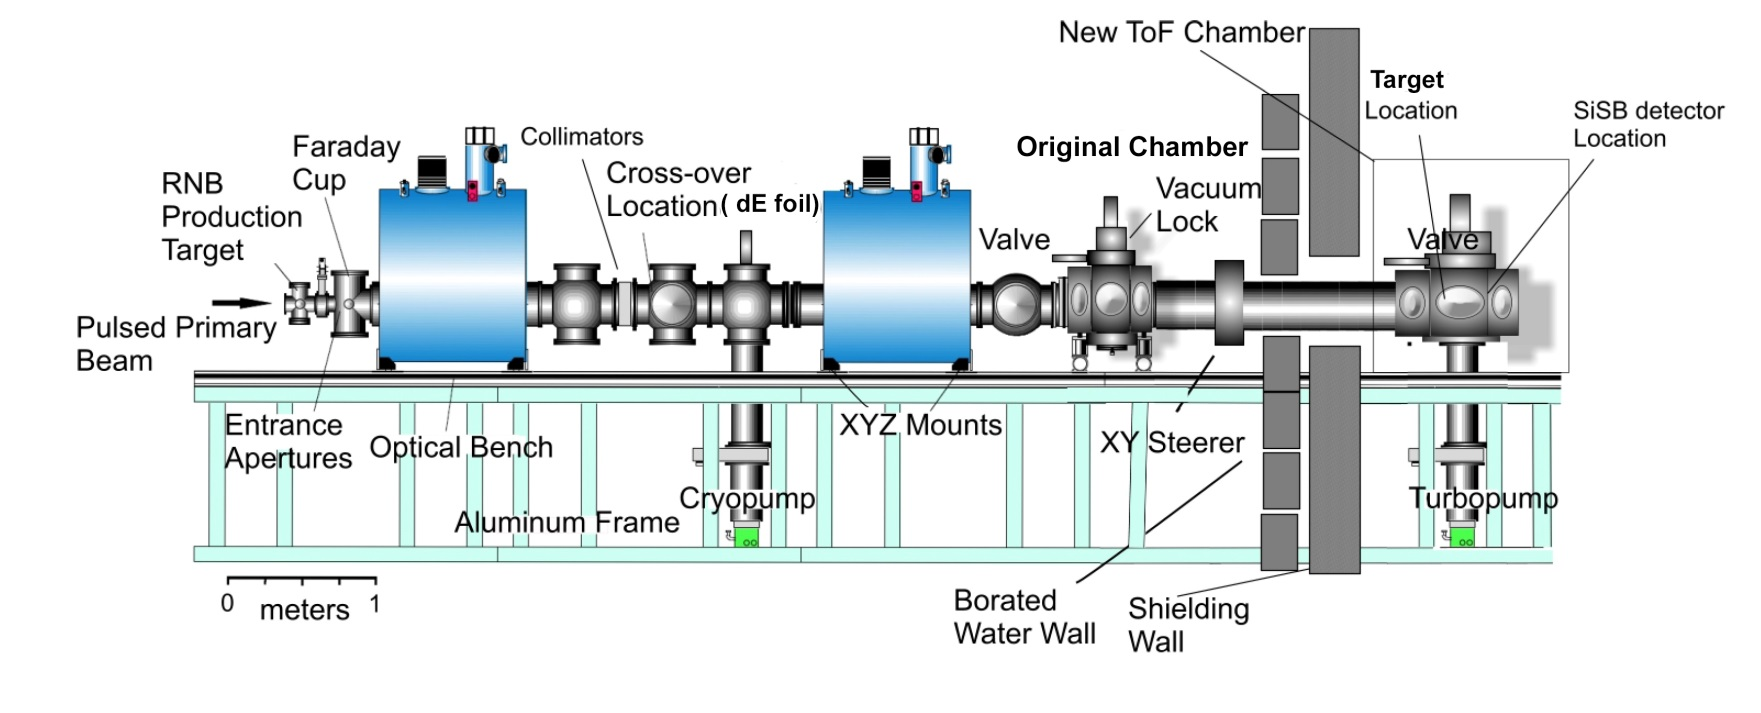 New ToF Chamber
Target
Location
SiSB detector
Location
Faraday
Cup
Collimators
Original Chamber
Cross-over
Location( dE foil)
RNB
Production
Target
Vacuum
Lock
Valve
Valve
Pulsed Primary
Beam
Entrance
Apertures
Optical Bench
XYZ Mounts
XY Steerer
Cryopump
Turbopump
Aluminum Frame
0 meters 1
Borated
Water Wall
Shielding
Wall